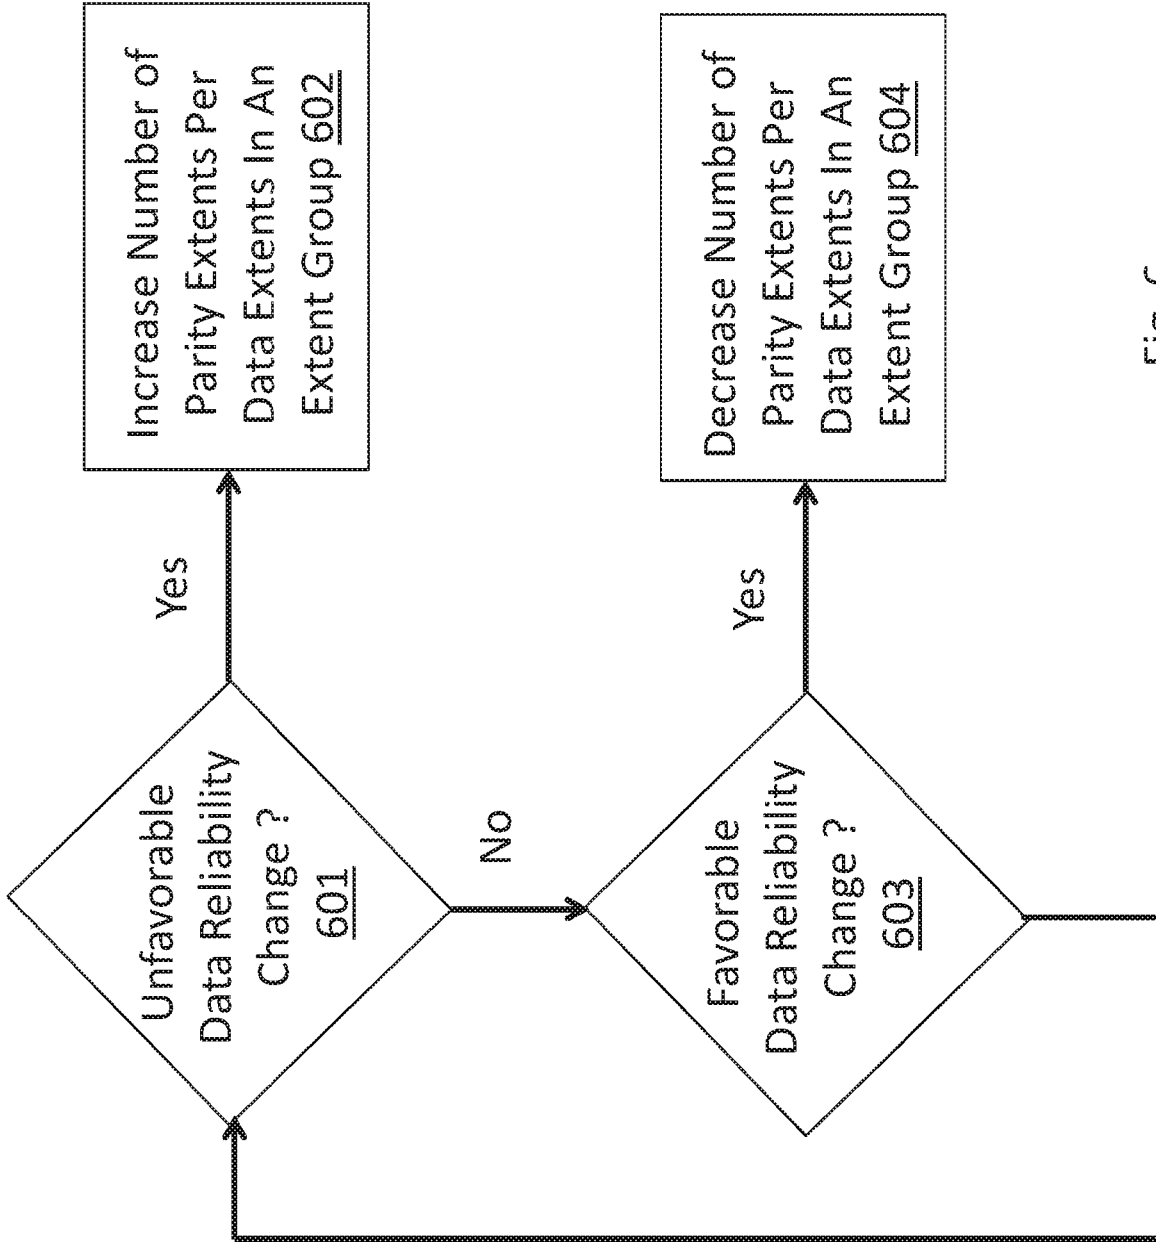 Unfavorable
Data Reliability
Change ?
601
Yes
Increase Number of
Parity Extents Per
Data Extents In An
Extent Group 602
No
Favorable
Data Reliability
Change ?
603
Yes
Decrease Number of
Parity Extents Per
Data Extents In An
Extent Group 604